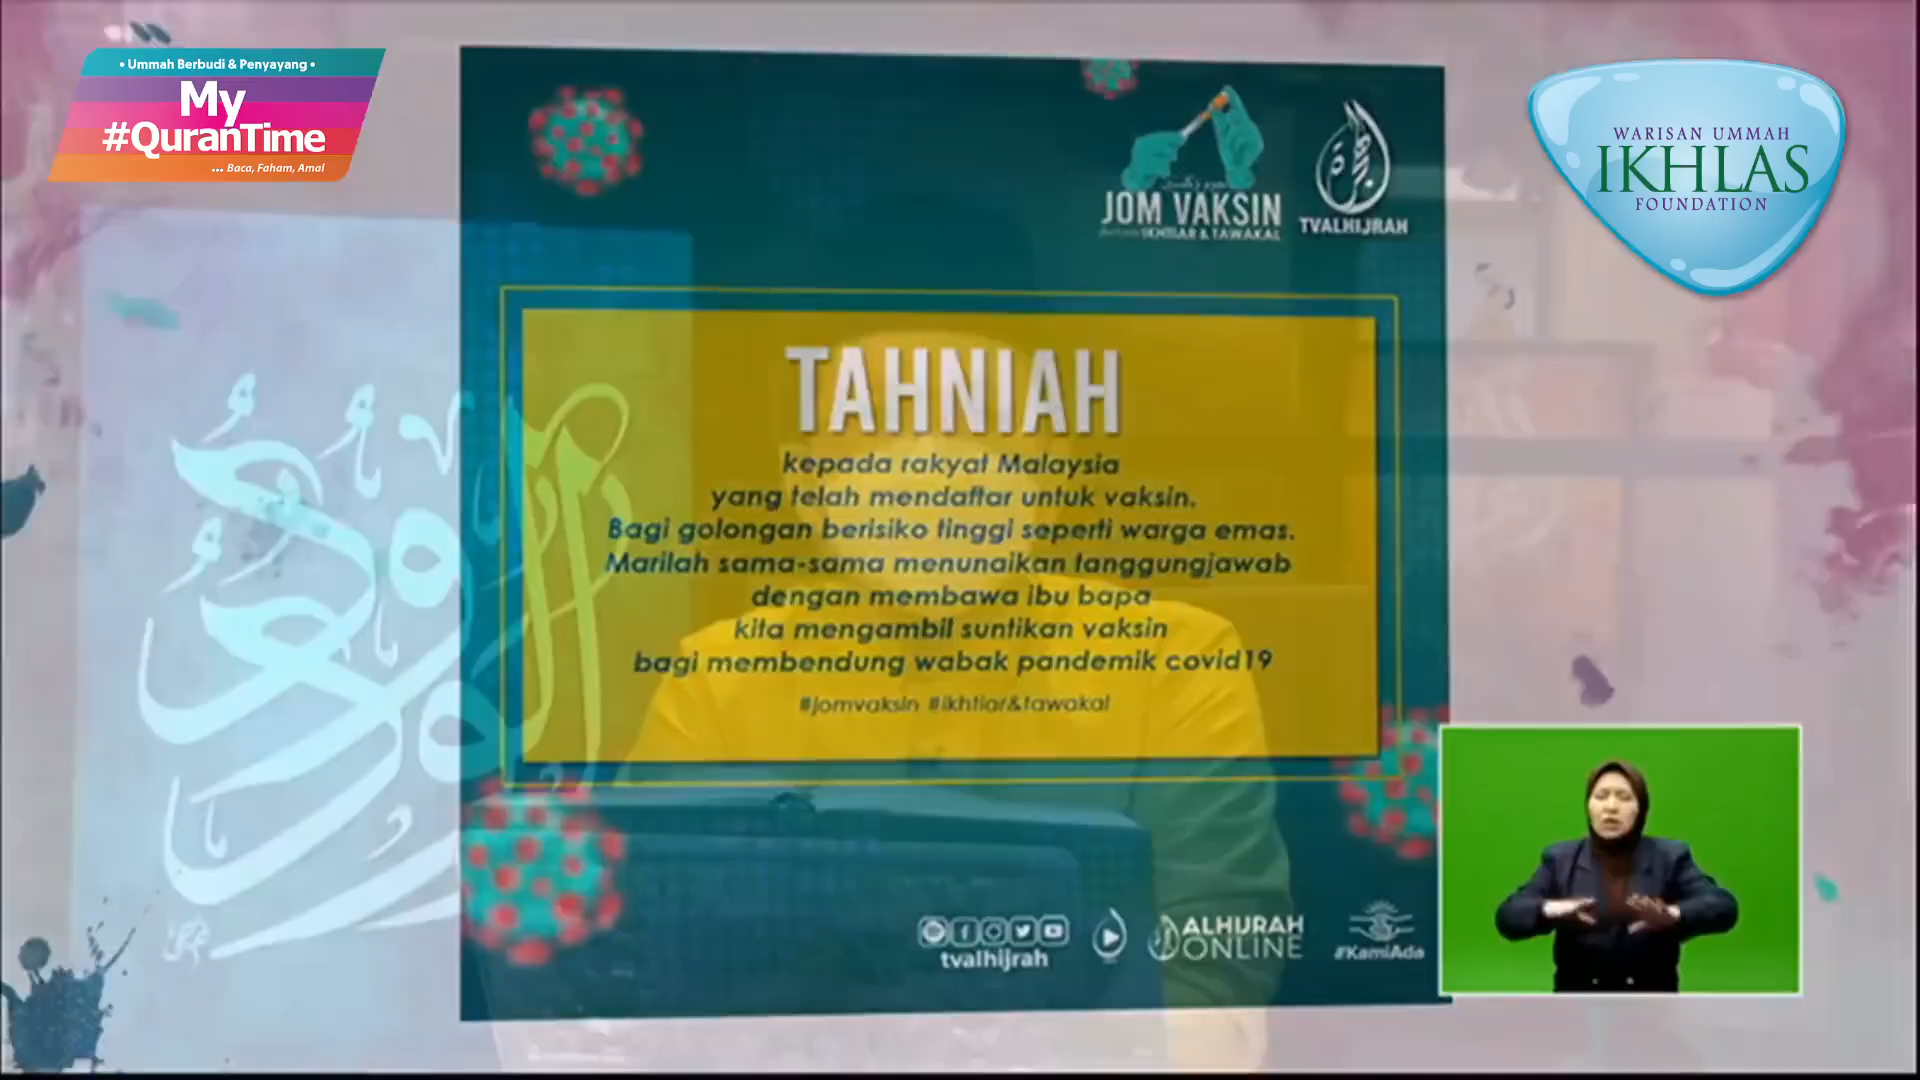 • Ummah Berbudi & Penyayang •
My
#QuranTime
... Baca, Faham, Amal
WARISAN UMMAH
IKHLAS
FOUNDATION
JOM VAKSIN
IKHTIAR & TAWAKAL
TVALHIJRAH
TAHNIAH
kepada rakyat Malaysia
yang telah mendaftar untuk vaksin.
Bagi golongan berisiko tinggi seperti warga emas.
Marilah sama-sama menunaikan tanggungjawab
dengan membawa ibu bapa
kita mengambil suntikan vaksin
bagi membendung wabak pandemik covid19
#jomvaksin #ikhtiar&tawakal
tvalhijrah
ALHIJRAH
ONLINE
#KamiAda